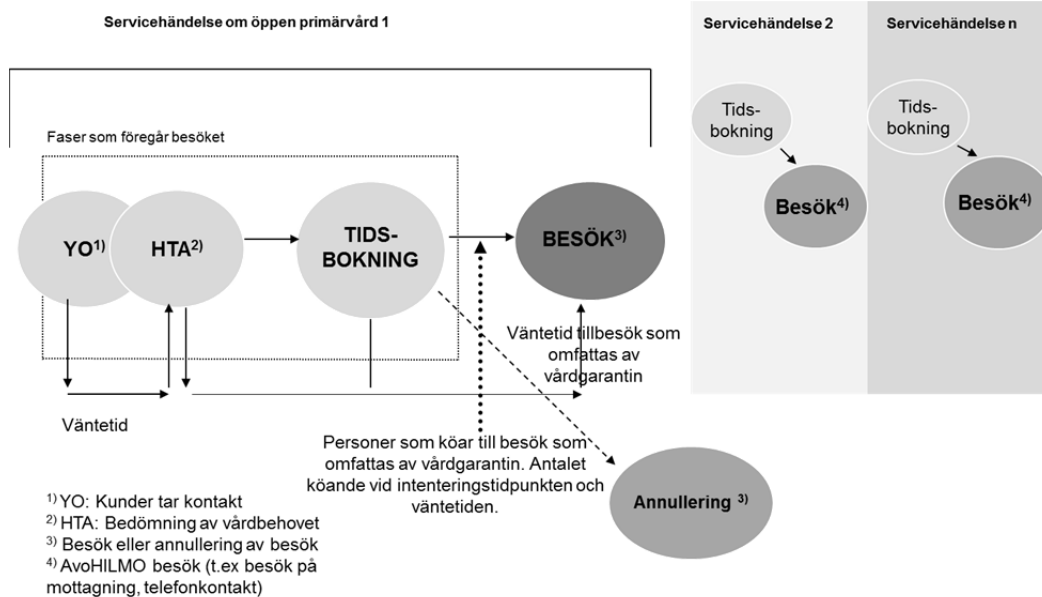 Servicehändelse om öppen primärvård 1
Servicehändelse 2
Servicehändelse n
Faser som föregår besöket
YO1)
HTA2)
TIDS-
BOKNING
BESÖK3)
Tids-
bokning
Besök4)
Tids-
bokning
Besök4)
Väntetid
Väntetid tillbesök som
omfattas av
vårdgarantin
Personer som köar till besök som
omfattas av vårdgarantin. Antalet
köande vid intenteringstidpunkten och
väntetiden.
Annullering 3)
1) YO: Kunder tar kontakt
2) HTA: Bedömning av vårdbehovet
3) Besök eller annullering av besök
4) AvoHILMO besök (t.ex besök på
mottagning, telefonkontakt)